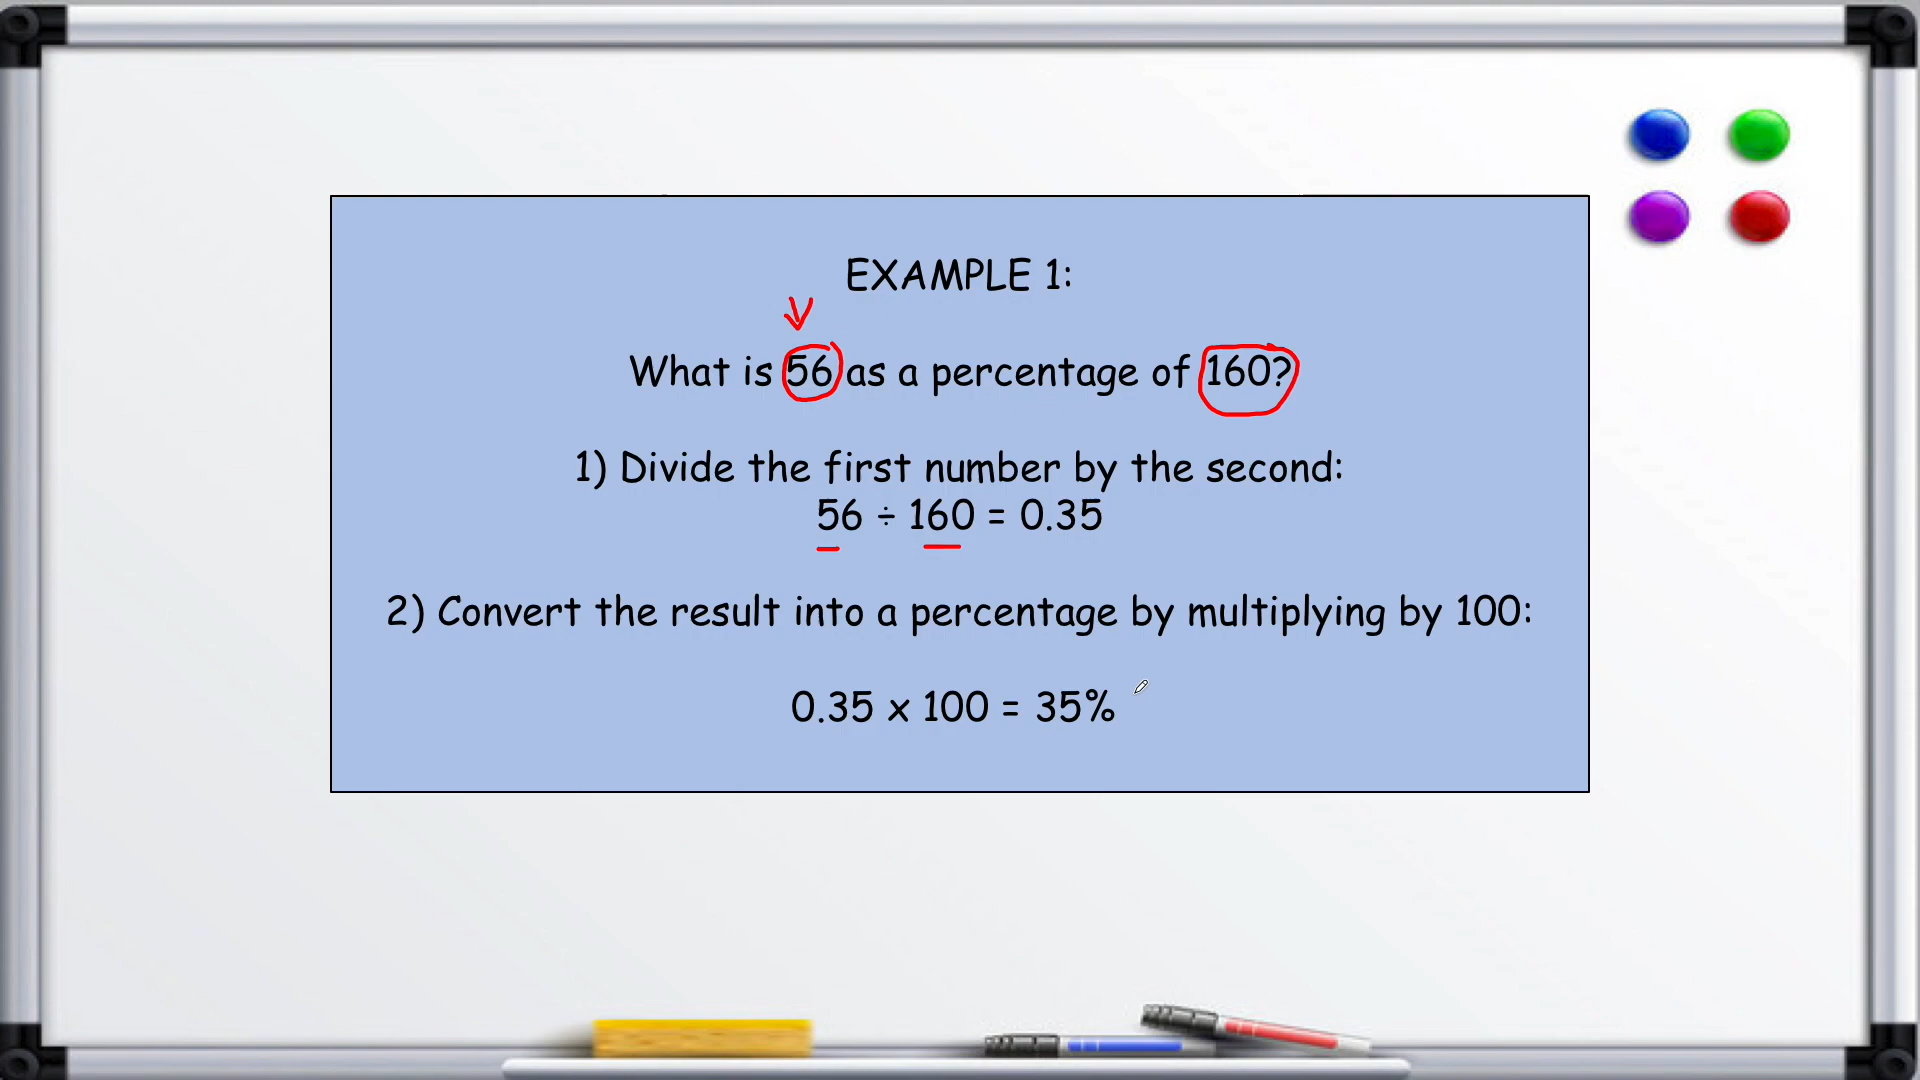 EXAMPLE 1:
What is 56 as a percentage of 160?
1) Divide the first number by the second:
56 ÷ 160 = 0.35
2) Convert the result into a percentage by multiplying by 100:
0.35 x 100 = 35%